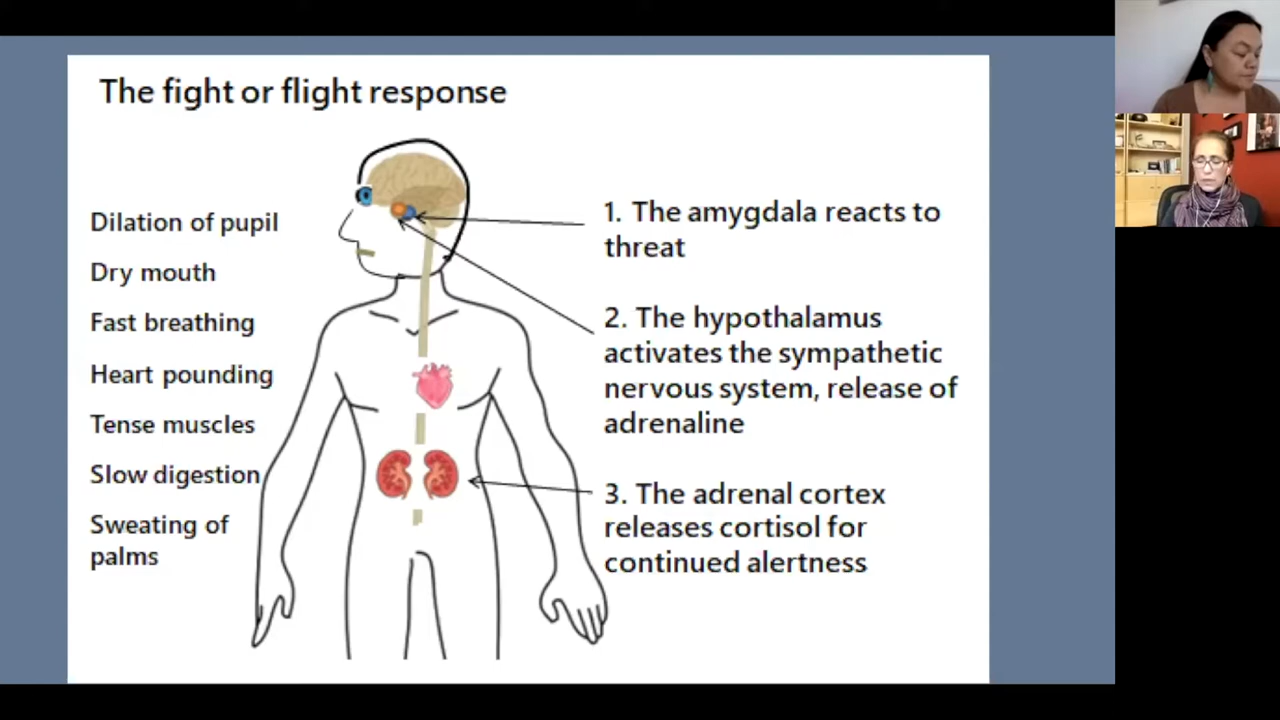 The fight or flight response
Dilation of pupil
Dry mouth
Fast breathing
Heart pounding
Tense muscles
Slow digestion
Sweating of
palms
1. The amygdala reacts to
threat
2. The hypothalamus
activates the sympathetic
nervous system, release of
adrenaline
3. The adrenal cortex
releases cortisol for
continued alertness